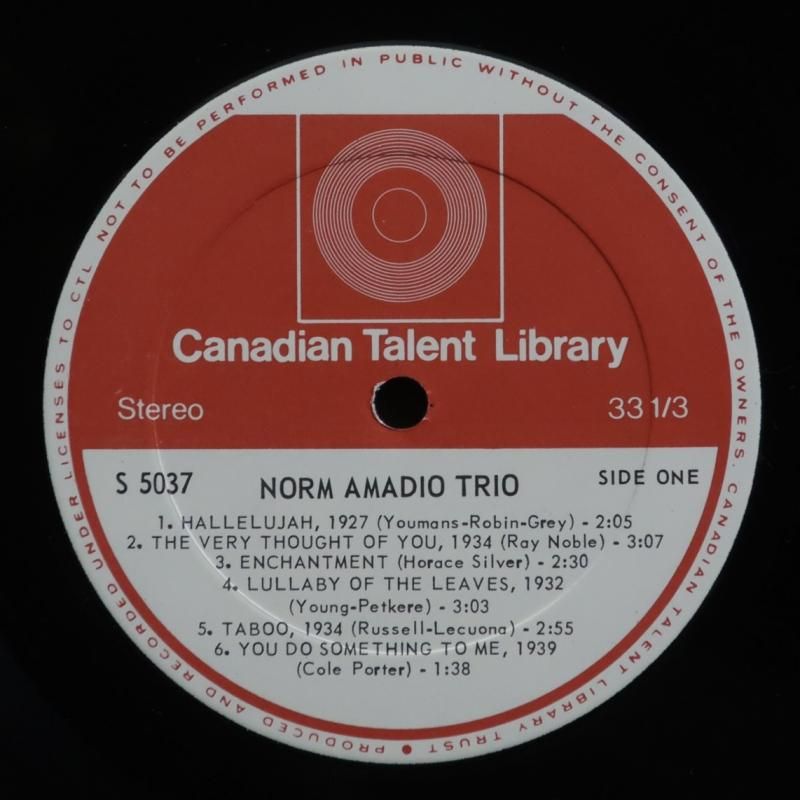 NOT TO BE PERFORMED IN PUBLIC WITHOUT THE CONSENT OF THE OWNERS. CANADIAN TALENT LIBRARY TRUST • PRODUCED AND RECORDED UNDER LICENSES TO CTL
Canadian Talent Library
Stereo 33 1/3
S 5037 NORM AMADIO TRIO SIDE ONE
1. HALLELUJAH, 1927 (Youmans-Robin-Grey) - 2:05
2. THE VERY THOUGHT OF YOU, 1934 (Ray Noble) - 3:07
3. ENCHANTMENT (Horace Silver) - 2:30
4. LULLABY OF THE LEAVES, 1932
(Young-Petkere) - 3:03
5. TABOO, 1934 (Russell-Lecuona) - 2:55
6. YOU DO SOMETHING TO ME, 1939
(Cole Porter) - 1:38